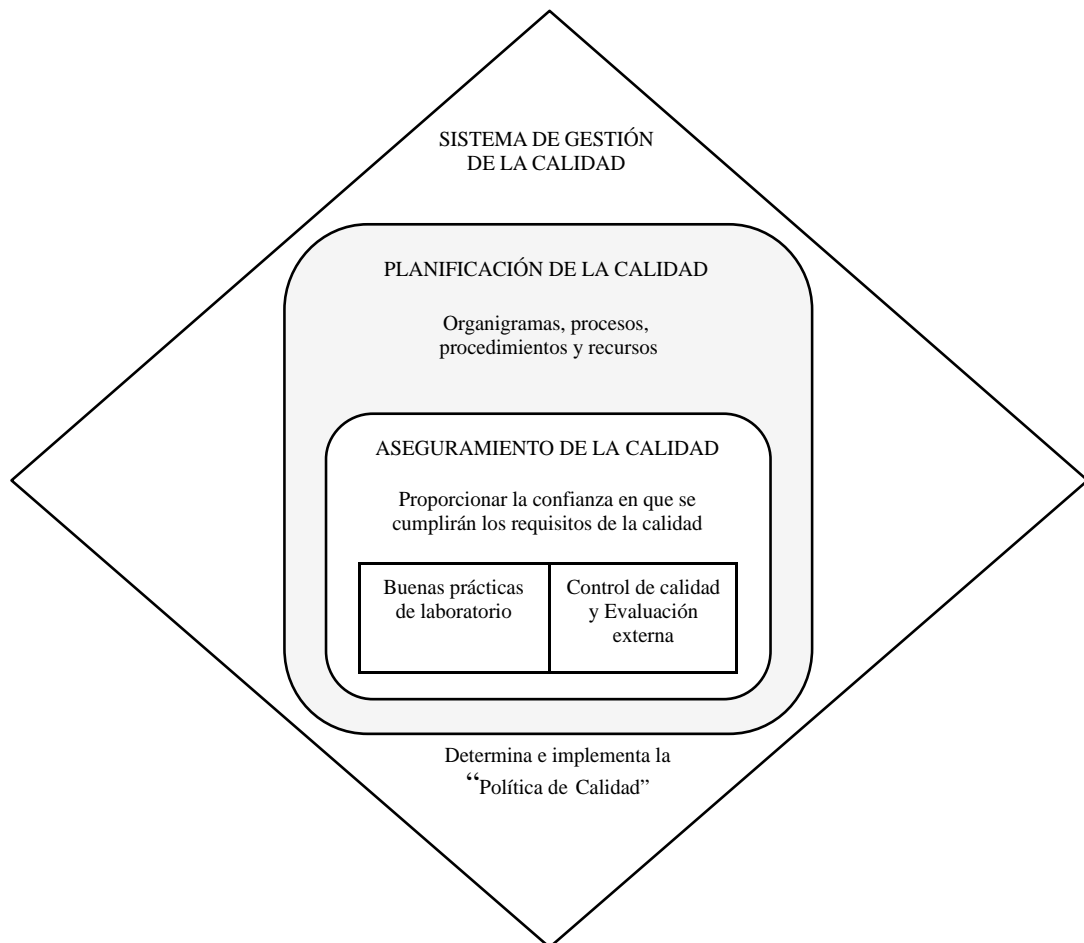 SISTEMA DE GESTIÓN
DE LA CALIDAD
PLANIFICACIÓN DE LA CALIDAD
Organigramas, procesos,
procedimientos y recursos
ASEGURAMIENTO DE LA CALIDAD
Proporcionar la confianza en que se
cumplirán los requisitos de la calidad
Buenas prácticas
de laboratorio
Control de calidad
y Evaluación
externa
Determina e implementa la
“Política de Calidad”